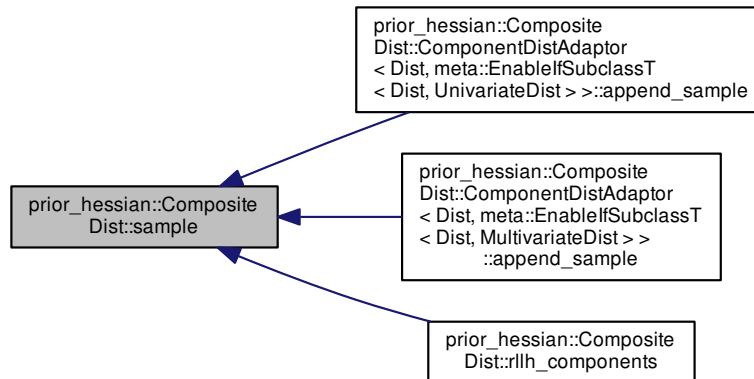 prior_hessian::Composite
Dist::ComponentDistAdaptor
< Dist, meta::EnableIfSubclassT
< Dist, UnivariateDist > >::append_sample
prior_hessian::Composite
Dist::sample
prior_hessian::Composite
Dist::ComponentDistAdaptor
< Dist, meta::EnableIfSubclassT
< Dist, MultivariateDist > >
::append_sample
prior_hessian::Composite
Dist::rllh_components